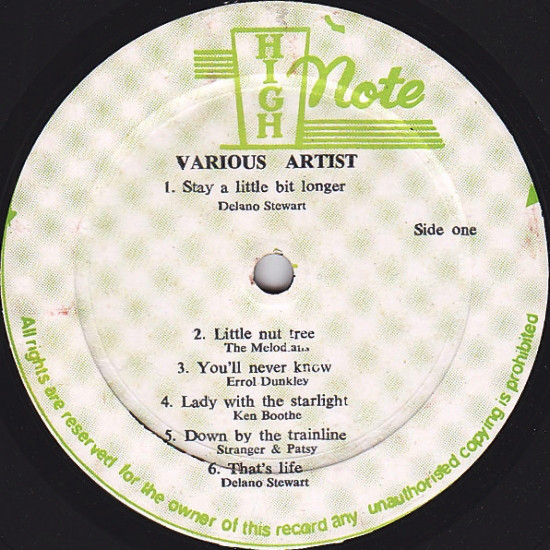 HIGH
Note
VARIOUS ARTIST
1. Stay a little bit longer
Delano Stewart
Side one
2. Little nut tree
The Melodians
3. You'll never know
Errol Dunkley
4. Lady with the starlight
Ken Boothe
5. Down by the trainline
Stranger & Patsy
6. That's life
Delano Stewart
All rights are reserved for the owner of this record any unauthorised copying is prohibited